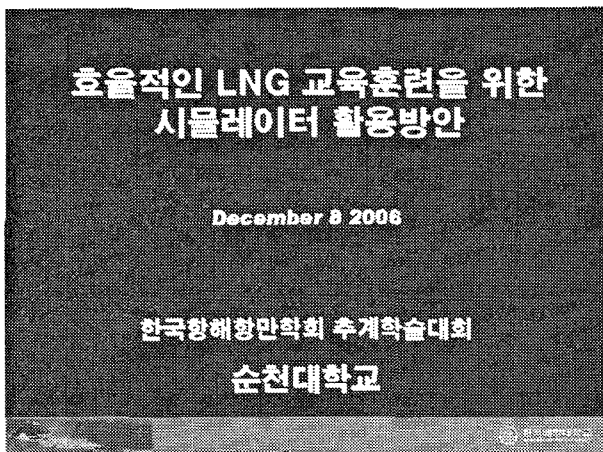 효율적인 LNG 교육훈련을 위한
시뮬레이터 활용방안
December 8 2006
한국항해항만학회 추계학술대회
순천대학교